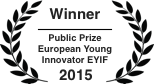 Winner
Public Prize
European Young
Innovator EYIF
2015